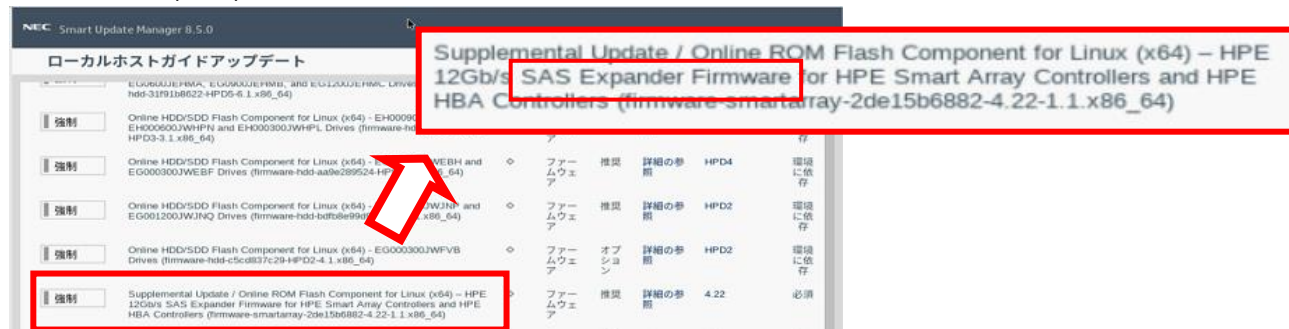 NEC Smart Update Manager 8.5.0
ローカルホストガイドアップデート
Supplemental Update / Online ROM Flash Component for Linux (x64) – HPE
12Gb/s SAS Expander Firmware for HPE Smart Array Controllers and HPE
HBA Controllers (firmware-smartarray-2de15b6882-4.22-1.1.x86_64)
hdd-31f91b8622-HPD5-6.1.x86_64)
強制
Online HDD/SDD Flash Component for Linux (x64) -
EH000600JWHPN and EH000300JWHPL Drives
HPD3-3.1.x86_64)
存
強制
Online HDD/SDD Flash Component for Linux (x64) - WEBH and
EG000300JWEBF Drives (firmware-hdd-aa9e289524-
ファームウェア
推奨
詳細の参照
HPD4
環境に依存
強制
Online HDD/SDD Flash Component for Linux (x64) - and
EG001200JWJNQ Drives x86_64)
ファームウェア
推奨
詳細の参照
HPD2
環境に依存
強制
Online HDD/SDD Flash Component for Linux (x64) - EG000300JWFVB
Drives (firmware-hdd-c5cd837c29-HPD2-4.1.x86_64)
ファームウェア
オプション
詳細の参照
HPD2
環境に依存
強制
Supplemental Update / Online ROM Flash Component for Linux (x64) – HPE
12Gb/s SAS Expander Firmware for HPE Smart Array Controllers and HPE
HBA Controllers (firmware-smartarray-2de15b6882-4.22-1.1.x86_64)
ファームウェア
推奨
詳細の参照
4.22
必須